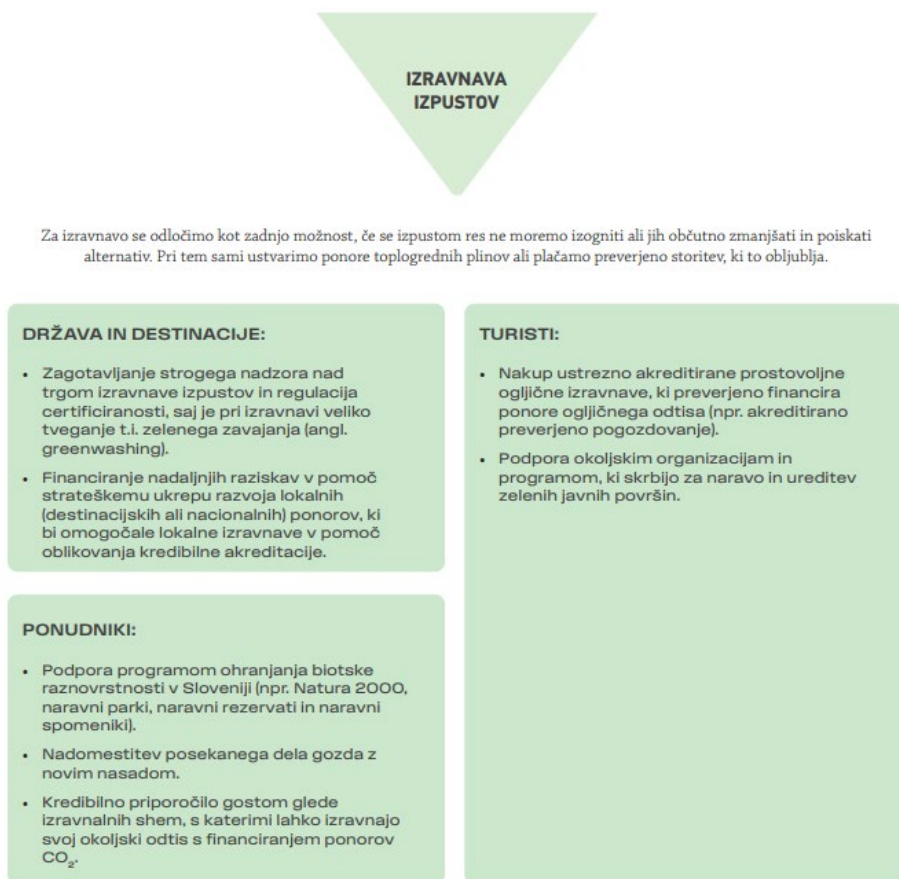 IZRAVNAVA
IZPUSTOV
Za izravnavo se odločimo kot zadnjo možnost, če se izpustom res ne moremo izogniti ali jih občutno zmanjšati in poiskati
alternativ. Pri tem sami ustvarimo ponore toplogrednih plinov ali plačamo preverjeno storitev, ki to obljublja.
DRŽAVA IN DESTINACIJE:
• Zagotavljanje strogega nadzora nad
trgom izravnave izpustov in regulacija
certificiranosti, saj je pri izravnavi veliko
tveganje t.i. zelenega zavajanja (angl.
greenwashing).
• Financiranje nadaljnjih raziskav v pomoč
strateškemu ukrepu razvoja lokalnih
(destinacijskih ali nacionalnih) ponorov, ki
bi omogočale lokalne izravnave v pomoč
oblikovanja kredibilne akreditacije.
PONUDNIKI:
• Podpora programom ohranjanja biotske
raznovrstnosti v Sloveniji (npr. Natura 2000,
naravni parki, naravni rezervati in naravni
spomeniki).
• Nadomestitev posekanega dela gozda z
novim nasadom.
• Kredibilno priporočilo gostom glede
izravnalnih shem, s katerimi lahko izravnajo
svoj okoljski odtis s financiranjem ponorov
CO₂.
TURISTI:
• Nakup ustrezno akreditirane prostovoljne
ogljične izravnave, ki preverjeno financira
ponore ogljičnega odtisa (npr. akreditirano
preverjeno pogozdovanje).
• Podpora okoljskim organizacijam in
programom, ki skrbijo za naravo in ureditev
zelenih javnih površin.